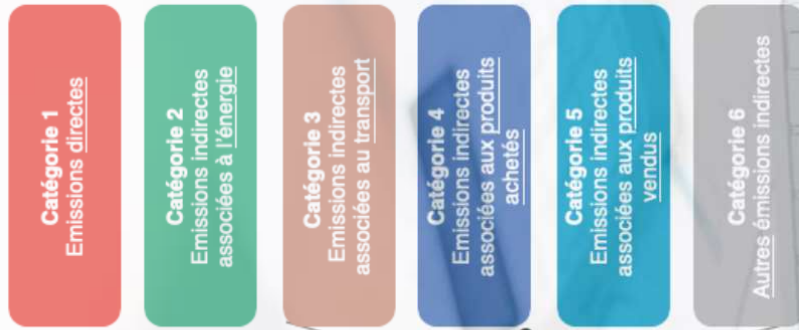 Catégorie 1
Emissions directes
Catégorie 2
Emissions indirectes
associées à l'énergie
Catégorie 3
Emissions indirectes
associées au transport
Catégorie 4
Emissions indirectes
associées aux produits
achetés
Catégorie 5
Emissions indirectes
associées aux produits
vendus
Catégorie 6
Autres émissions indirectes